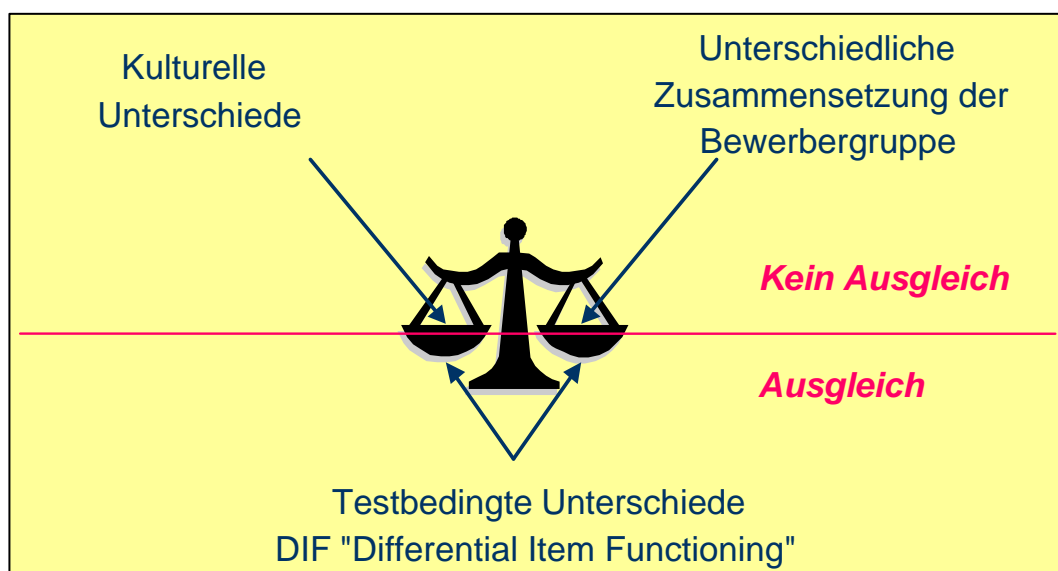 Kulturelle
Unterschiede
Unterschiedliche
Zusammensetzung der
Bewerbergruppe
Kein Ausgleich
Ausgleich
Testbedingte Unterschiede
DIF "Differential Item Functioning"